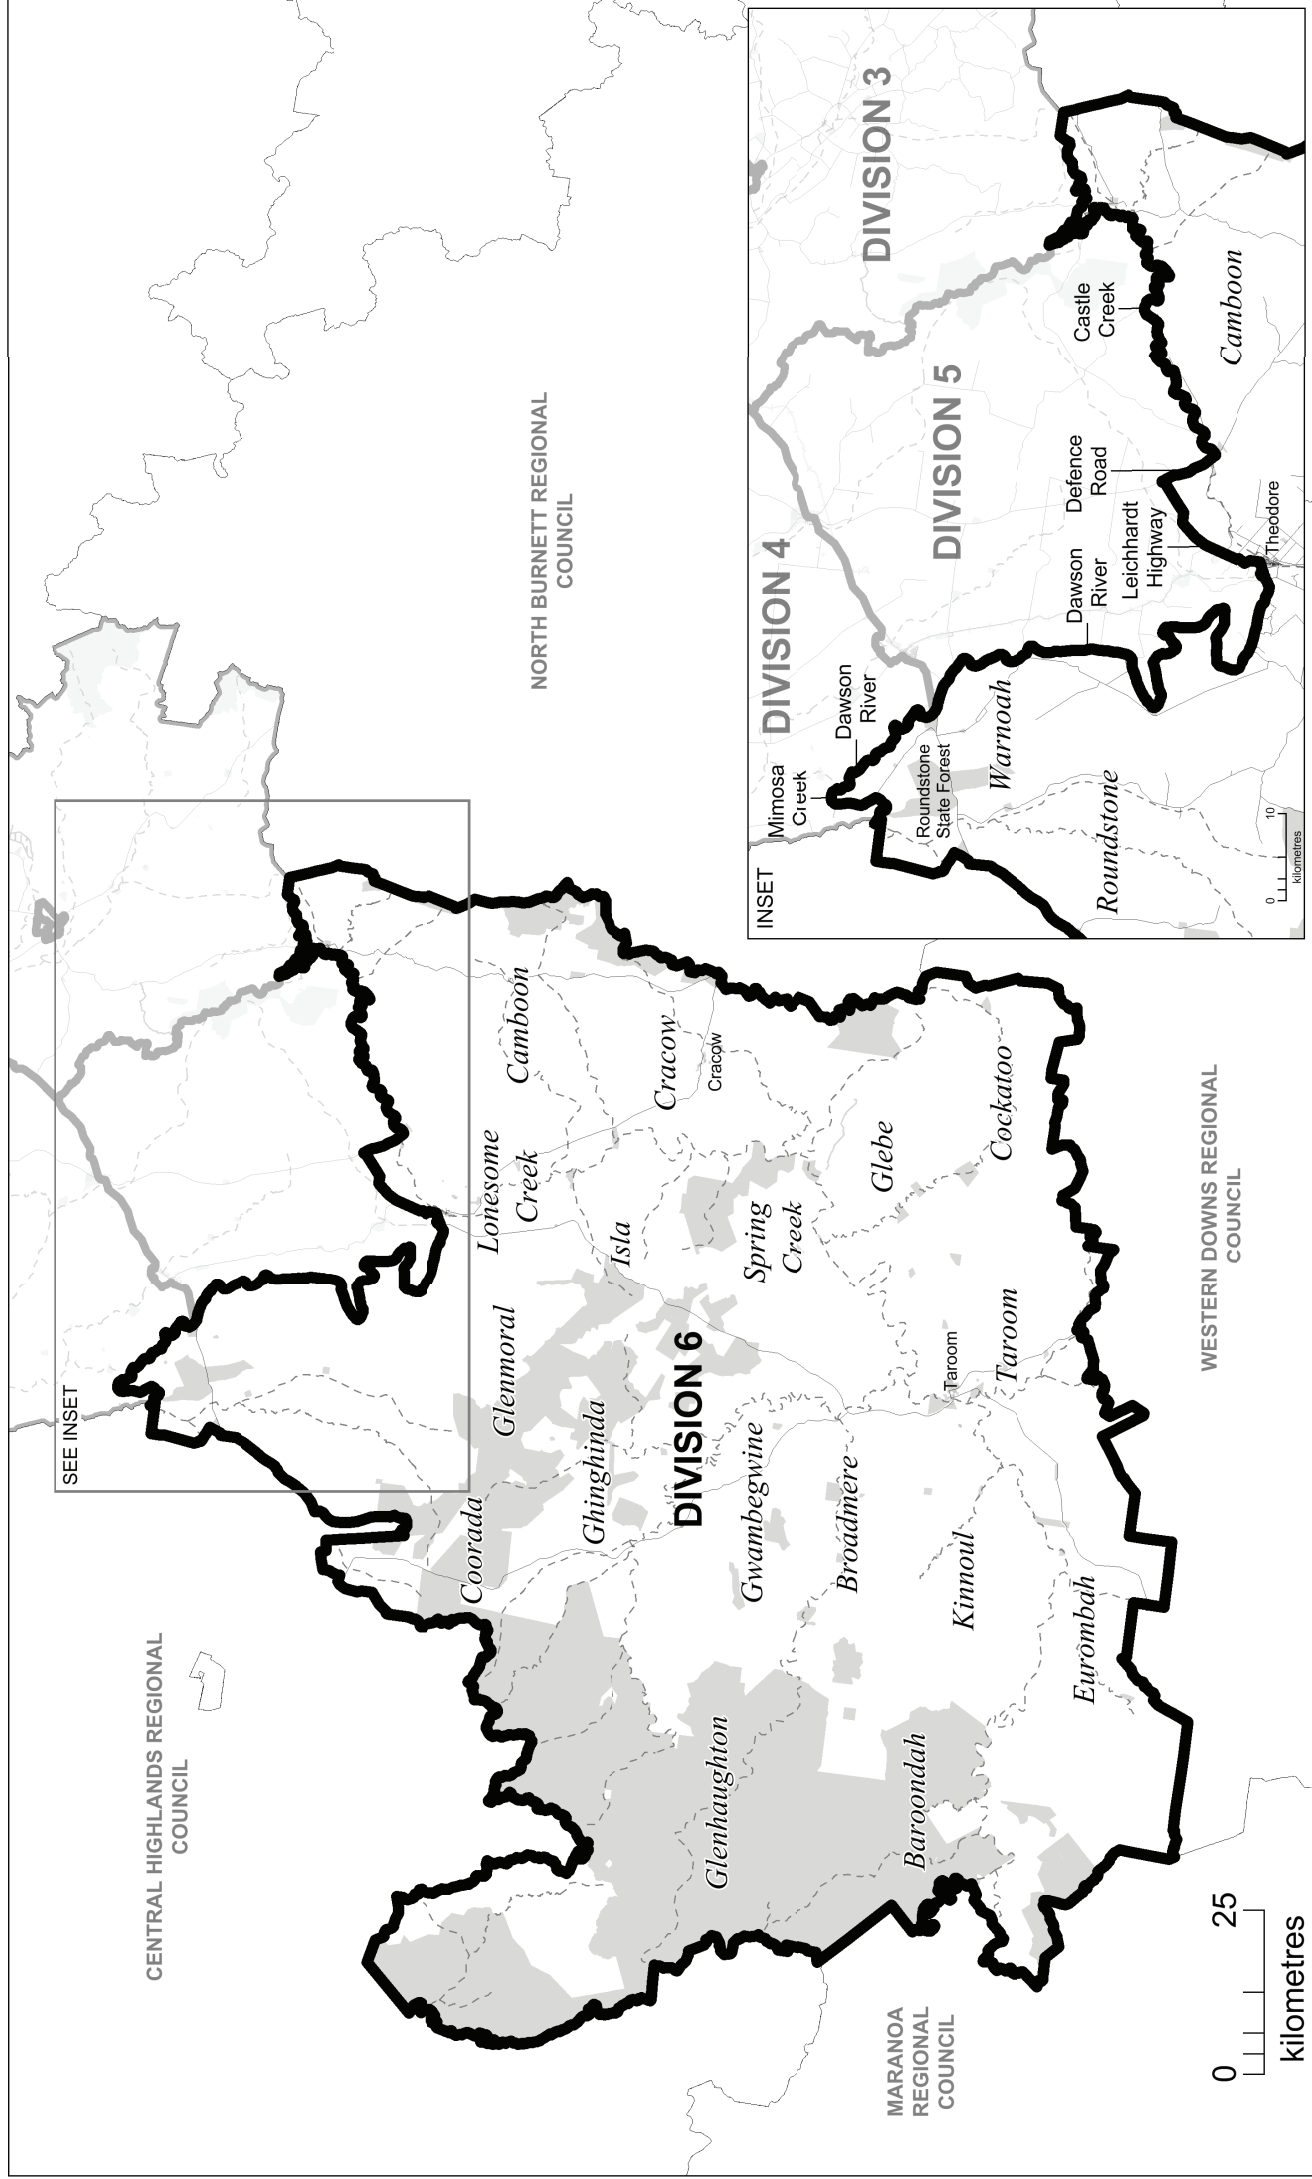 SEE INSET
CENTRAL HIGHLANDS REGIONAL
COUNCIL
NORTH BURNETT REGIONAL
COUNCIL
MARANOA
REGIONAL
COUNCIL
WESTERN DOWNS REGIONAL
COUNCIL
DIVISION 6
Coorada
Glenmoral
Lonesome
Creek
Camboon
Ghinghinda
Isla
Cracow
Cracow
Glenhaughton
Gwambegwine
Spring
Creek
Broadmere
Glebe
Baroondah
Kinnoul
Taroom
Taroom
Cockatoo
Eurombah
0
25
kilometres
INSET
Mimosa
Creek
Dawson
River
DIVISION 4
DIVISION 3
DIVISION 5
Roundstone
State Forest
Warnoah
Roundstone
Dawson
River
Leichhardt
Highway
Defence
Road
Castle
Creek
Camboon
Theodore
0
10
kilometres